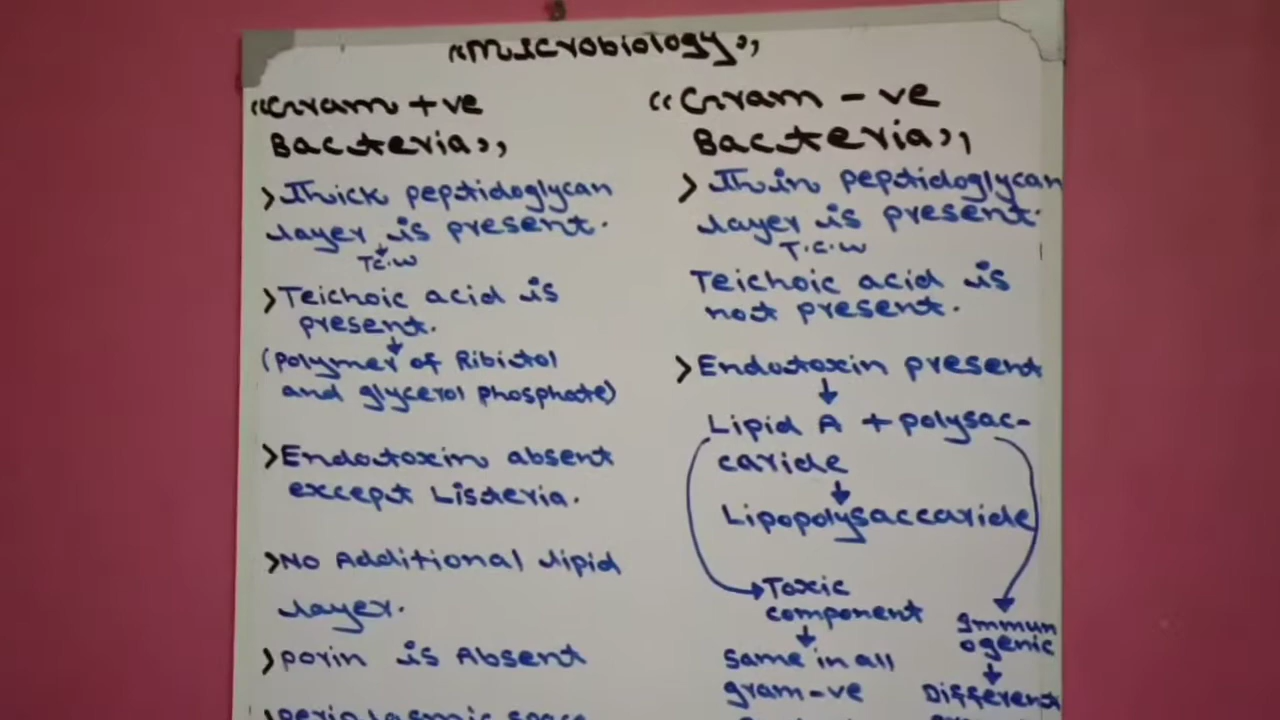 "Microbiology"
"Gram +ve
Bacteria"
> Thick peptidoglycan
layer is present.
T.C.W
> Teichoic acid is
present.
(polymer of Ribitol
and glycerol phosphate)
> Endotoxin absent
except Listeria.
> No Additional lipid
layer.
> porin is Absent
> periplasmic space
"Gram -ve
Bacteria"
> Thin peptidoglycan
layer is present.
T.C.W
Teichoic acid is
not present.
> Endotoxin present
Lipid A + polysac-
caride
Lipopolysaccaride
Toxic
component
same in all
gram-ve
Immun
ogenic
Different